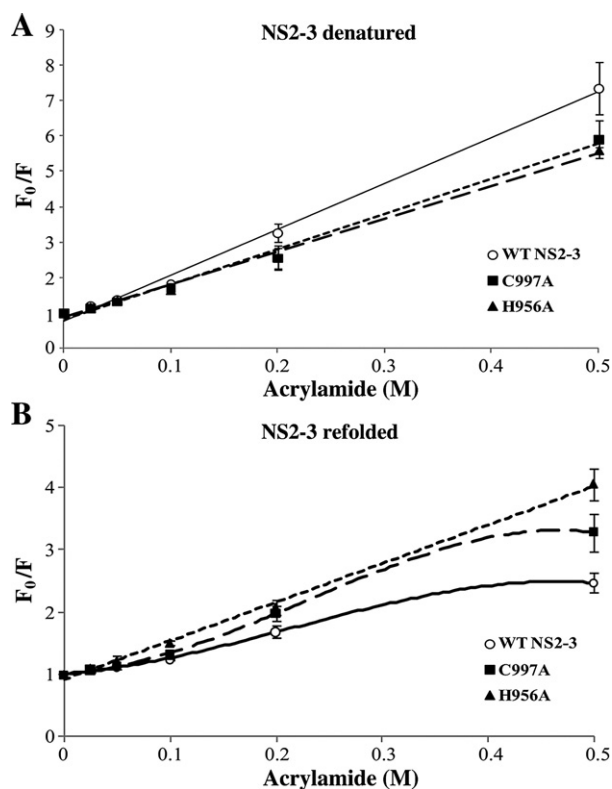 A
NS2-3 denatured
9
8
7
6
5
4
3
2
1
0
F₀/F
WT NS2-3
C997A
H956A
0 0.1 0.2 0.3 0.4 0.5
Acrylamide (M)
B
NS2-3 refolded
5
4
3
2
1
0
F₀/F
WT NS2-3
C997A
H956A
0 0.1 0.2 0.3 0.4 0.5
Acrylamide (M)